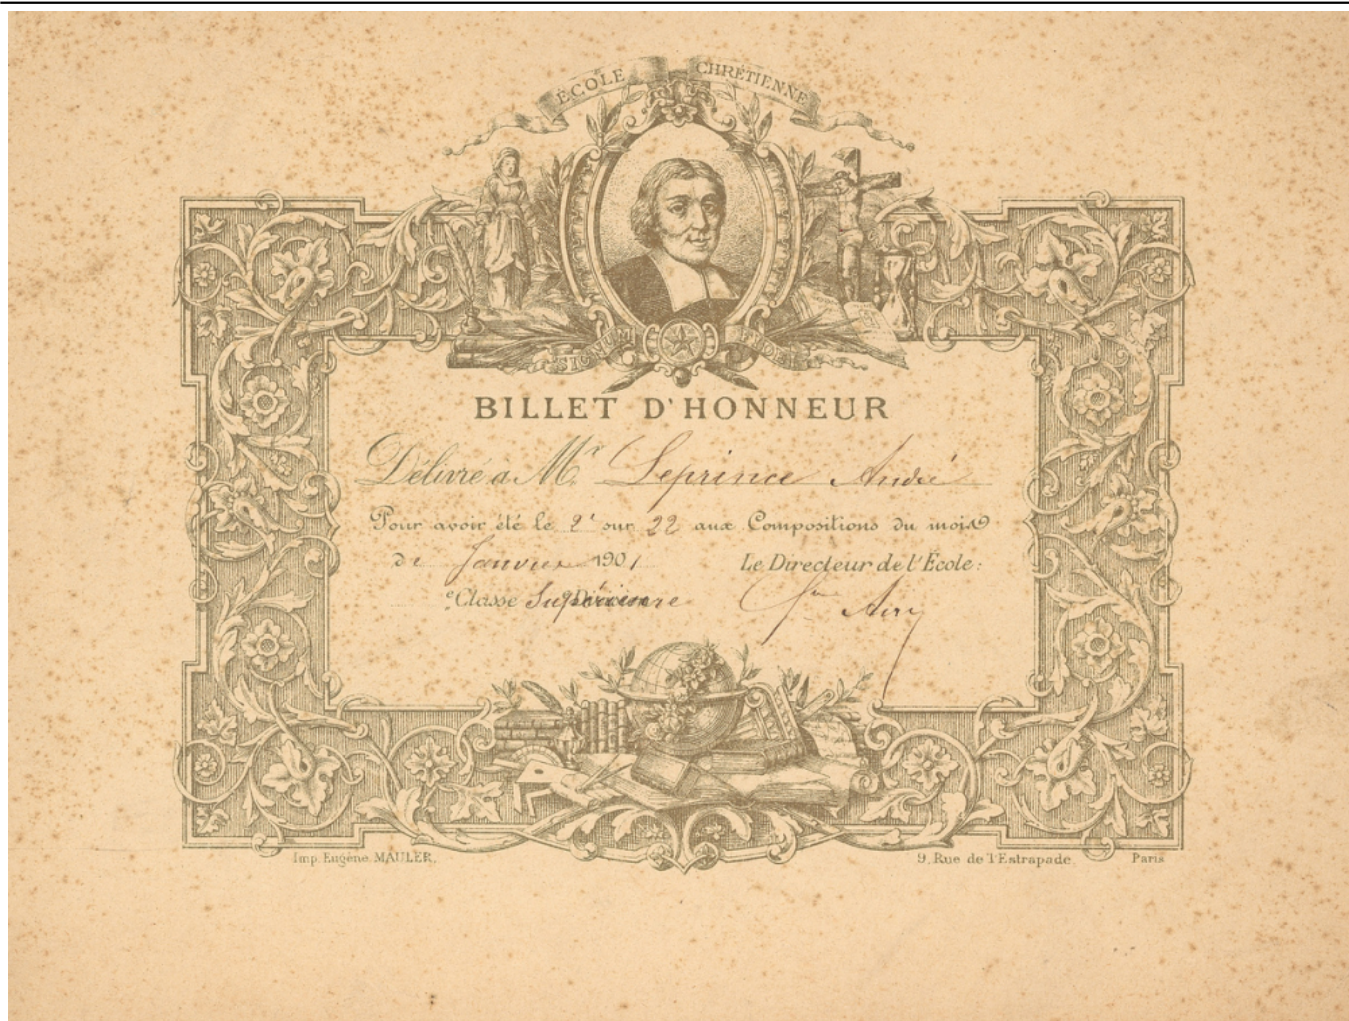 ÉCOLE CHRÉTIENNE
SIGNUM FIDEI
BILLET D'HONNEUR
Délivré a Mr. Leprince André
Pour avoir été le 2e sur 22 aux Compositions du mois
de Janvier 1901 Le Directeur de l'École:
e Classe Supérieure
Imp. Eugène MAULER. 9, Rue de l'Estrapade. Paris